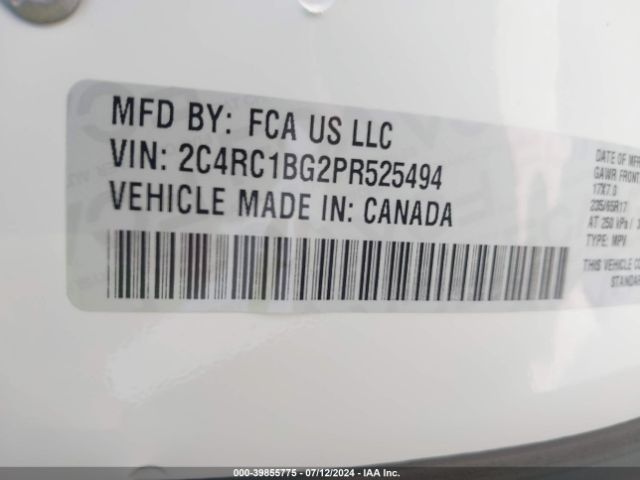 MFD BY: FCA US LLC
VIN: 2C4RC1BG2PR525494
VEHICLE MADE IN: CANADA
DATE OF MFR
GAWR FRONT
17X7.0
235/65R17
AT 250 kPa /
TYPE: MPV
THIS VEHICLE CO
STANDAR
000-39855775 - 07/12/2024 - IAA Inc.